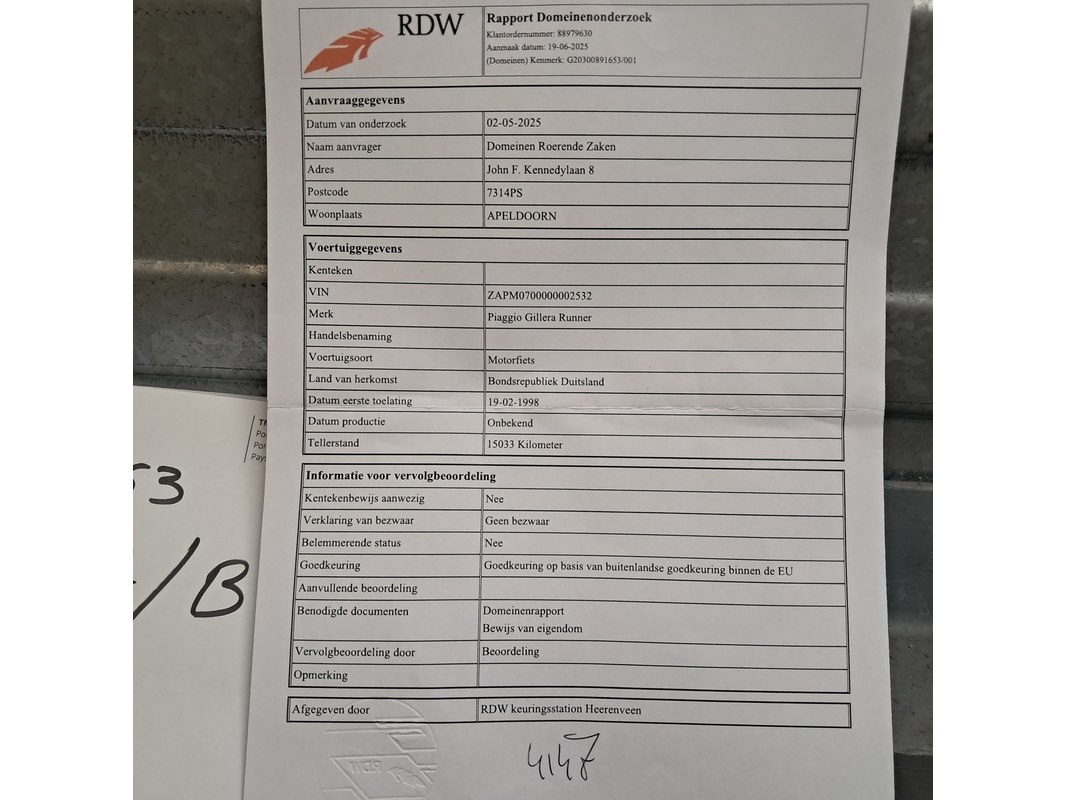 RDW
Rapport Domeinenonderzoek
Klantordernummer: 88979630
Aanmaak datum: 19-06-2025
(Domeinen) Kenmerk: G20300891653/001
Aanvraaggegevens
Datum van onderzoek 02-05-2025
Naam aanvrager Domeinen Roerende Zaken
Adres John F. Kennedylaan 8
Postcode 7314PS
Woonplaats APELDOORN
Voertuiggegevens
Kenteken
VIN ZAPM0700000002532
Merk Piaggio Gillera Runner
Handelsbenaming
Voertuigsoort Motorfiets
Land van herkomst Bondsrepubliek Duitsland
Datum eerste toelating 19-02-1998
Datum productie Onbekend
Tellerstand 15033 Kilometer
Informatie voor vervolgbeoordeling
Kentekenbewijs aanwezig Nee
Verklaring van bezwaar Geen bezwaar
Belemmerende status Nee
Goedkeuring Goedkeuring op basis van buitenlandse goedkeuring binnen de EU
Aanvullende beoordeling
Benodigde documenten Domeinenrapport
Bewijs van eigendom
Vervolgbeoordeling door Beoordeling
Opmerking
Afgegeven door RDW keuringsstation Heerenveen
4147
RDW
53
/B